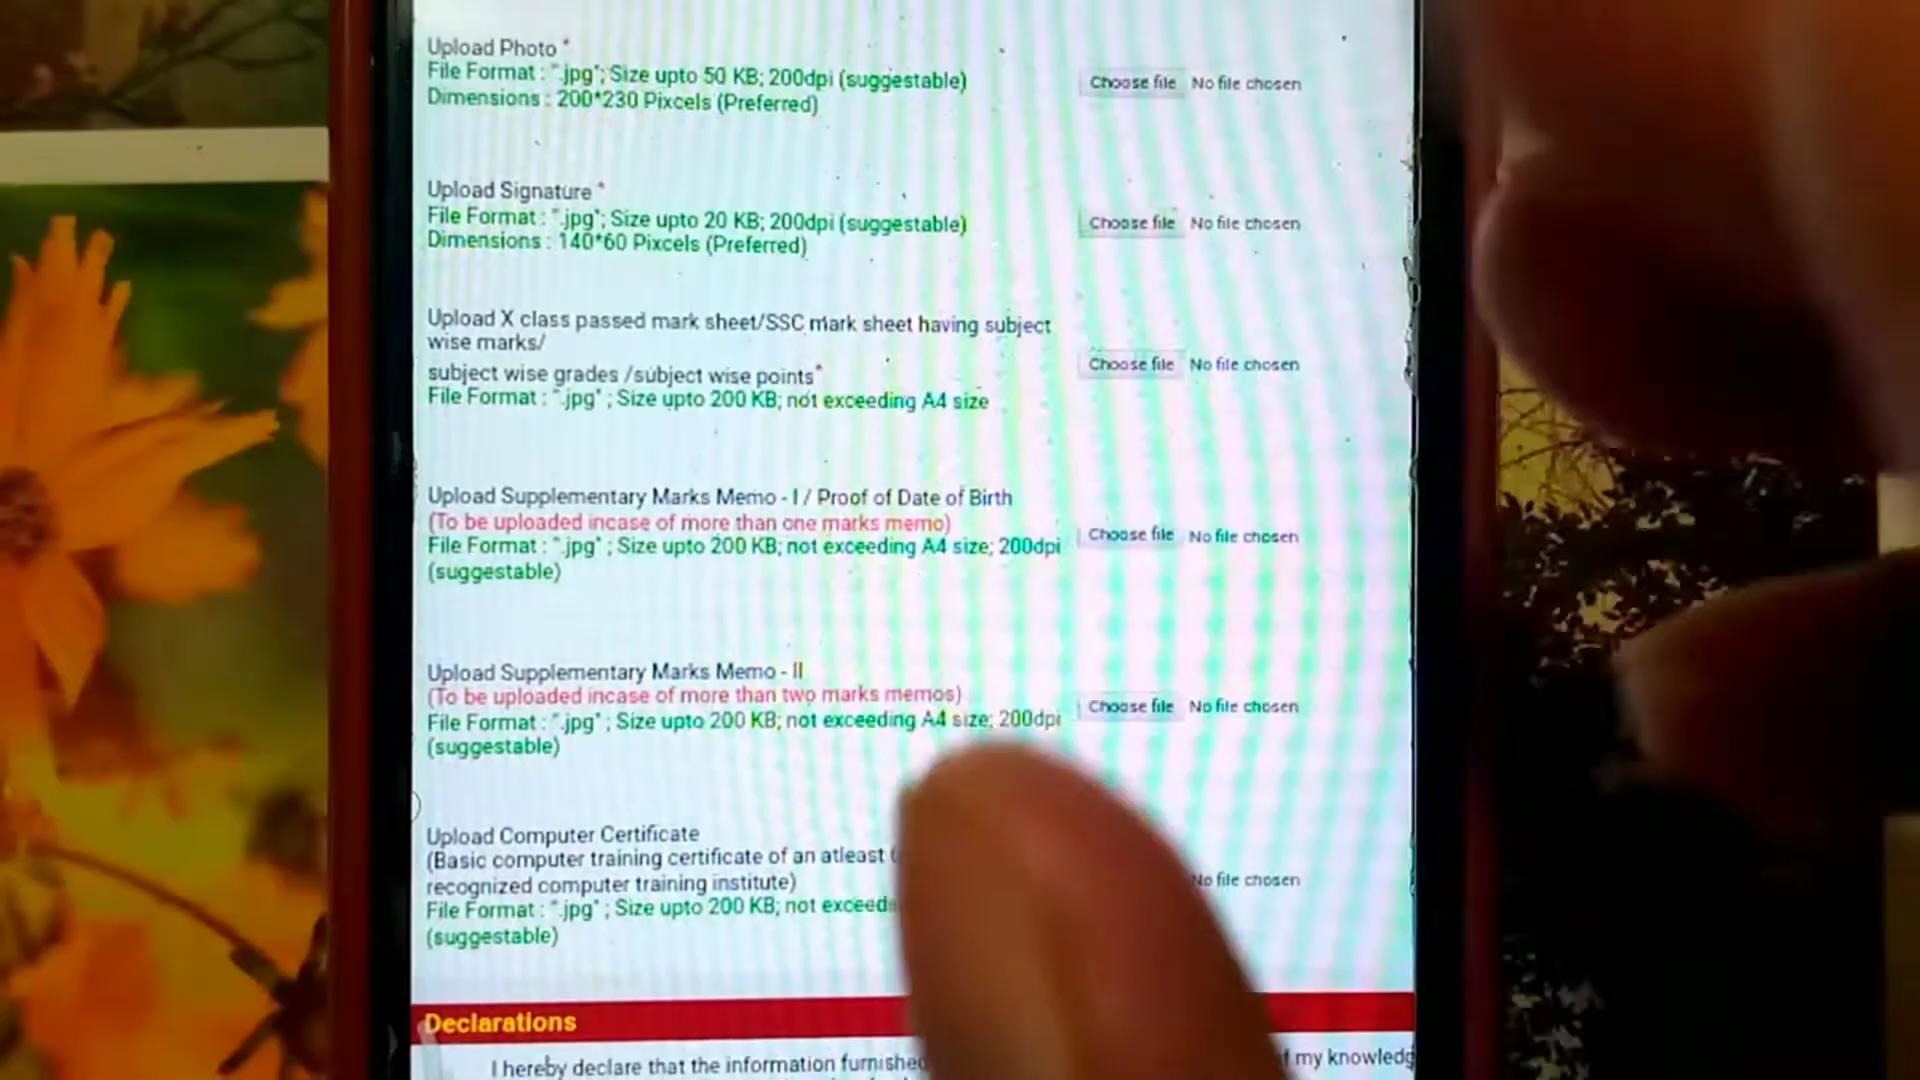 Upload Photo *
File Format : ".jpg"; Size upto 50 KB; 200dpi (suggestable)
Dimensions : 200*230 Pixcels (Preferred)
Choose file No file chosen
Upload Signature *
File Format : ".jpg"; Size upto 20 KB; 200dpi (suggestable)
Dimensions : 140*60 Pixcels (Preferred)
Choose file No file chosen
Upload X class passed mark sheet/SSC mark sheet having subject
wise marks/
subject wise grades /subject wise points*
File Format : ".jpg" ; Size upto 200 KB; not exceeding A4 size
Choose file No file chosen
Upload Supplementary Marks Memo - I / Proof of Date of Birth
(To be uploaded incase of more than one marks memo)
File Format : ".jpg" ; Size upto 200 KB; not exceeding A4 size; 200dpi
(suggestable)
Choose file No file chosen
Upload Supplementary Marks Memo - II
(To be uploaded incase of more than two marks memos)
File Format : ".jpg" ; Size upto 200 KB; not exceeding A4 size; 200dpi
(suggestable)
Choose file No file chosen
Upload Computer Certificate
(Basic computer training certificate of an atleast
recognized computer training institute)
File Format : ".jpg" ; Size upto 200 KB; not
(suggestable)
No file chosen
Declarations
I hereby declare that the information my